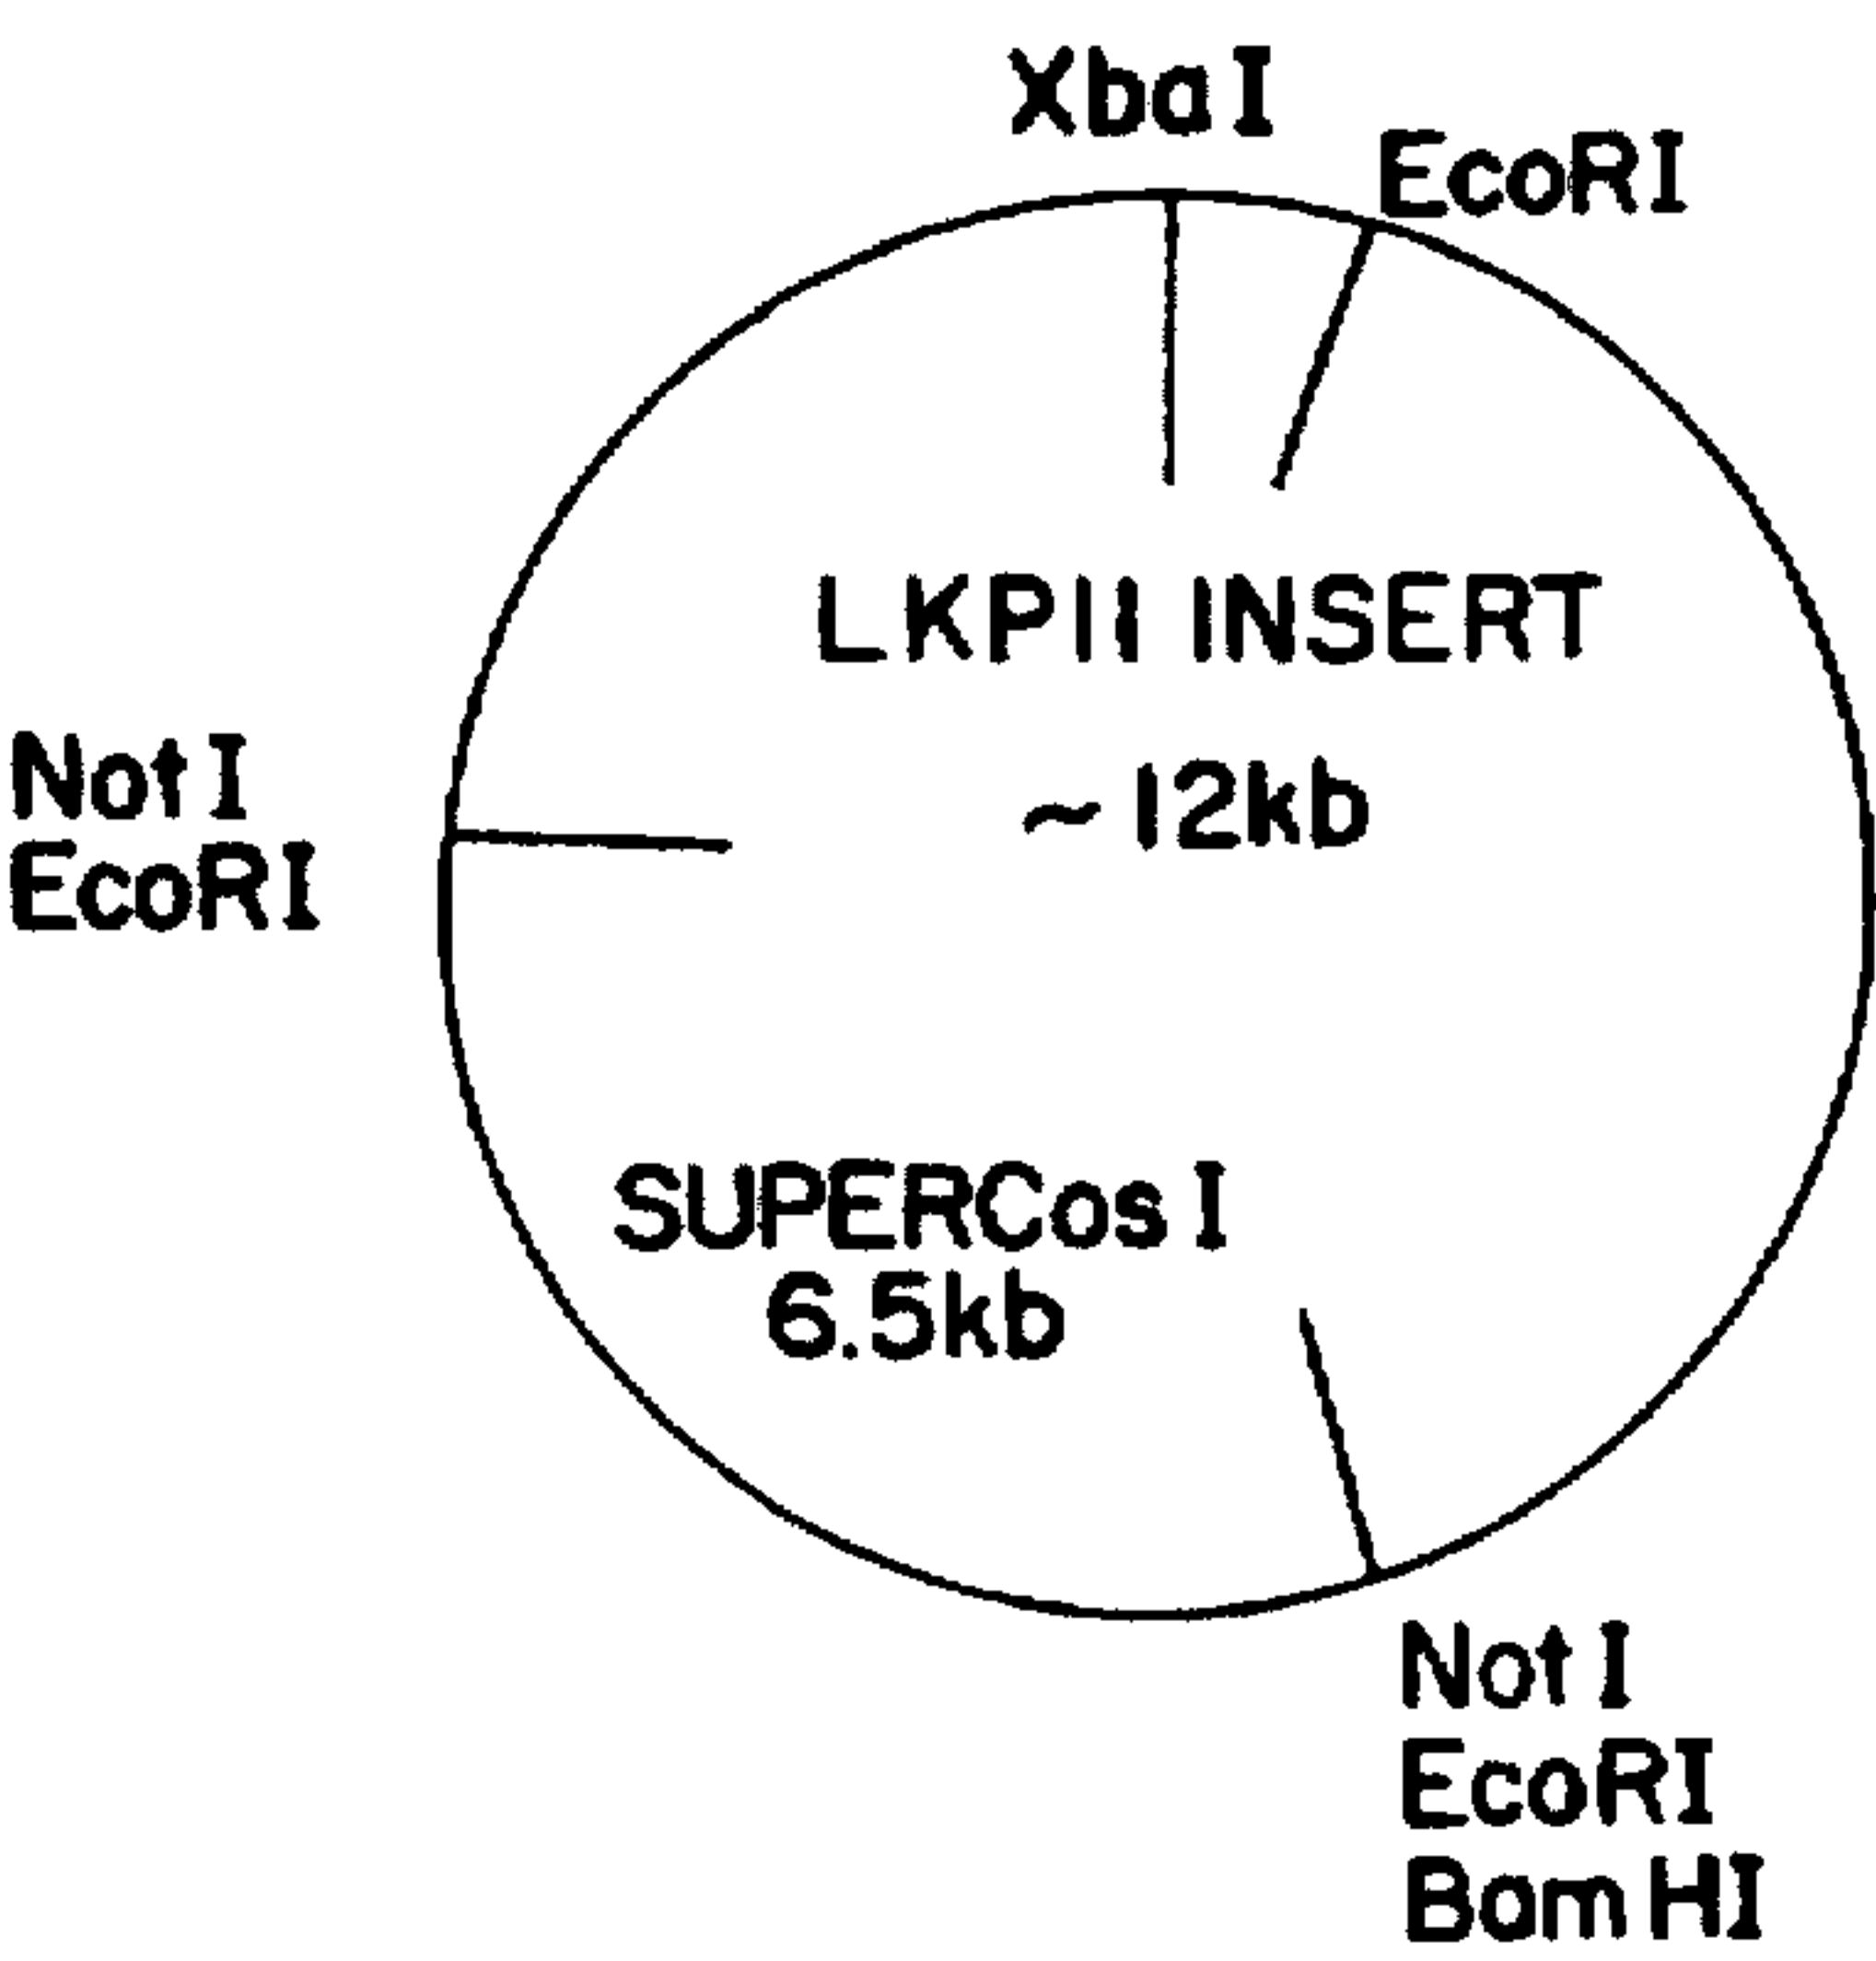 XbaI
EcoRI
LKPII INSERT
~12kb
NotI
EcoRI
SUPERCos I
6.5kb
NotI
EcoRI
BamHI